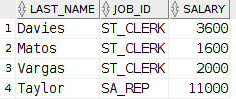 LAST_NAME JOB_ID SALARY
1 Davies ST_CLERK 3600
2 Matos ST_CLERK 1600
3 Vargas ST_CLERK 2000
4 Taylor SA_REP 11000